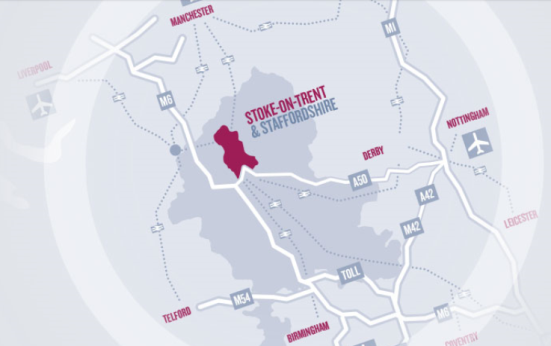 MANCHESTER
M1
LIVERPOOL
M6
STOKE-ON-TRENT
& STAFFORDSHIRE
NOTTINGHAM
DERBY
A50
A42
LEICESTER
M42
TOLL
M54
TELFORD
M6
BIRMINGHAM
COVENTRY